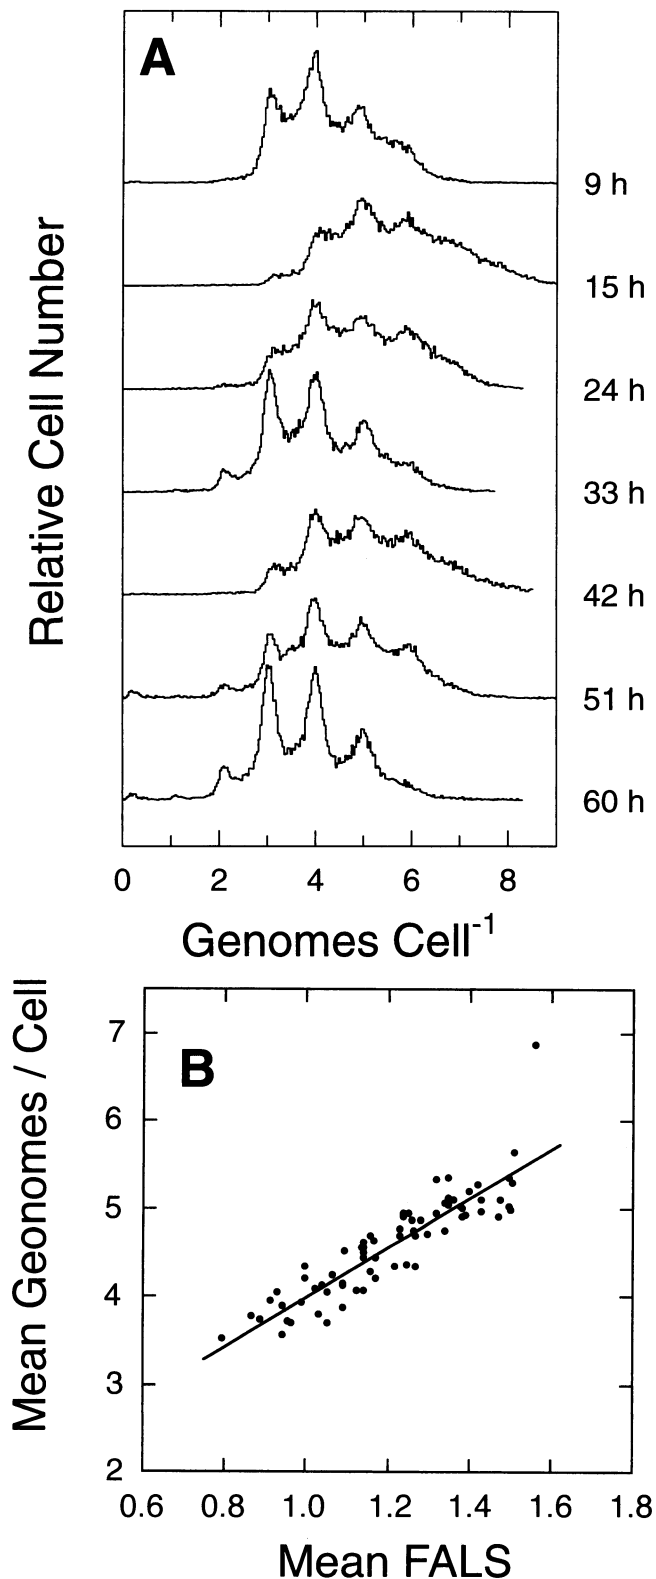 A
Relative Cell Number
9 h
15 h
24 h
33 h
42 h
51 h
60 h
0 2 4 6 8
Genomes Cell-1
B
Mean Geonomes / Cell
7
6
5
4
3
2
0.6 0.8 1.0 1.2 1.4 1.6 1.8
Mean FALS